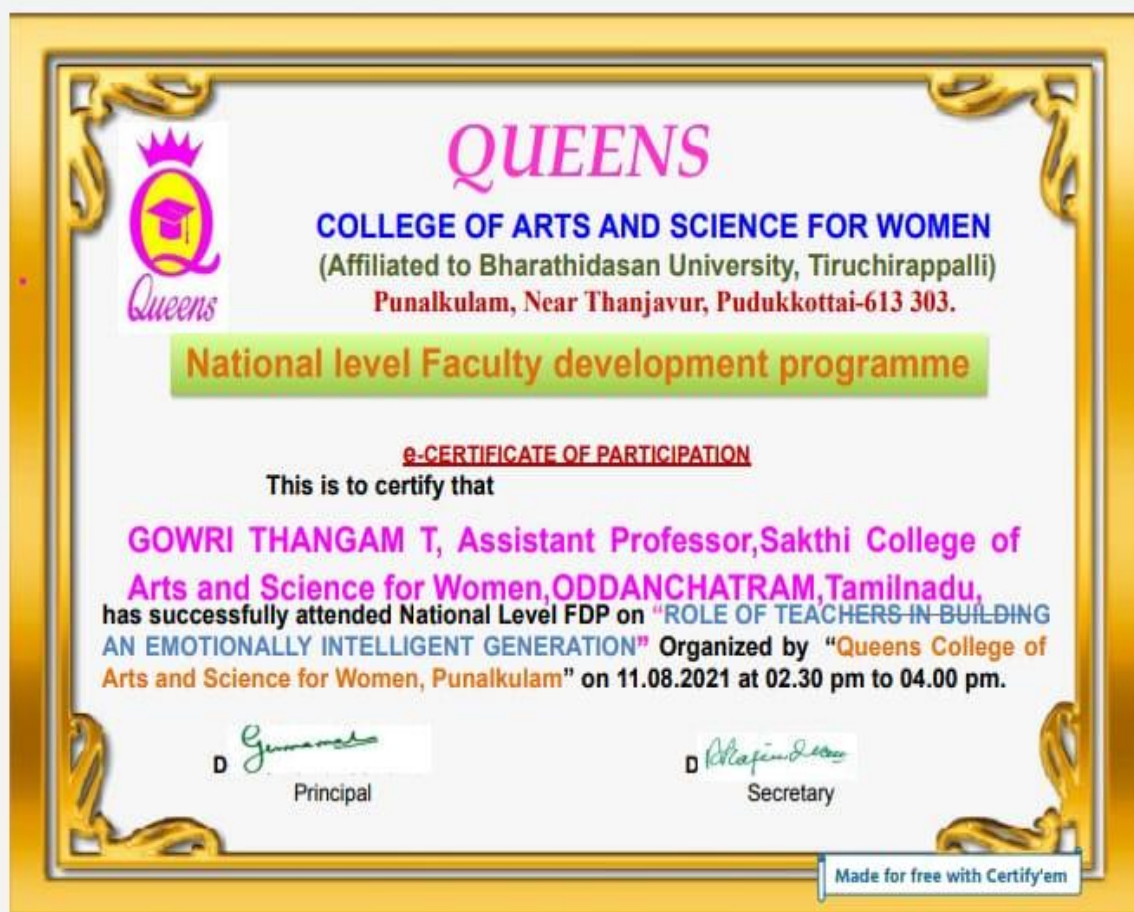 QUEENS
COLLEGE OF ARTS AND SCIENCE FOR WOMEN
(Affiliated to Bharathidasan University, Tiruchirappalli)
Punalkulam, Near Thanjavur, Pudukkottai-613 303.
Queens
National level Faculty development programme
e-CERTIFICATE OF PARTICIPATION
This is to certify that
GOWRI THANGAM T, Assistant Professor,Sakthi College of
Arts and Science for Women,ODDANCHATRAM,Tamilnadu,
has successfully attended National Level FDP on “ROLE OF TEACHERS IN BUILDING
AN EMOTIONALLY INTELLIGENT GENERATION” Organized by “Queens College of
Arts and Science for Women, Punalkulam” on 11.08.2021 at 02.30 pm to 04.00 pm.
D
Principal
D
Secretary
Made for free with Certify'em